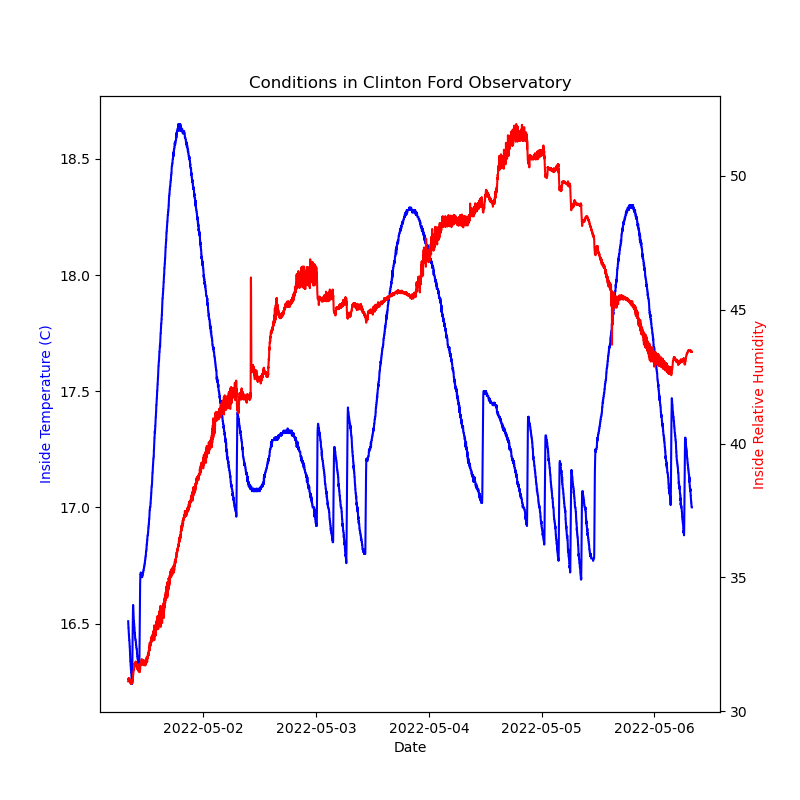 Conditions in Clinton Ford Observatory
18.5
18.0
17.5
17.0
16.5
Inside Temperature (C)
50
45
40
35
30
Inside Relative Humidity
2022-05-02 2022-05-03 2022-05-04 2022-05-05 2022-05-06
Date